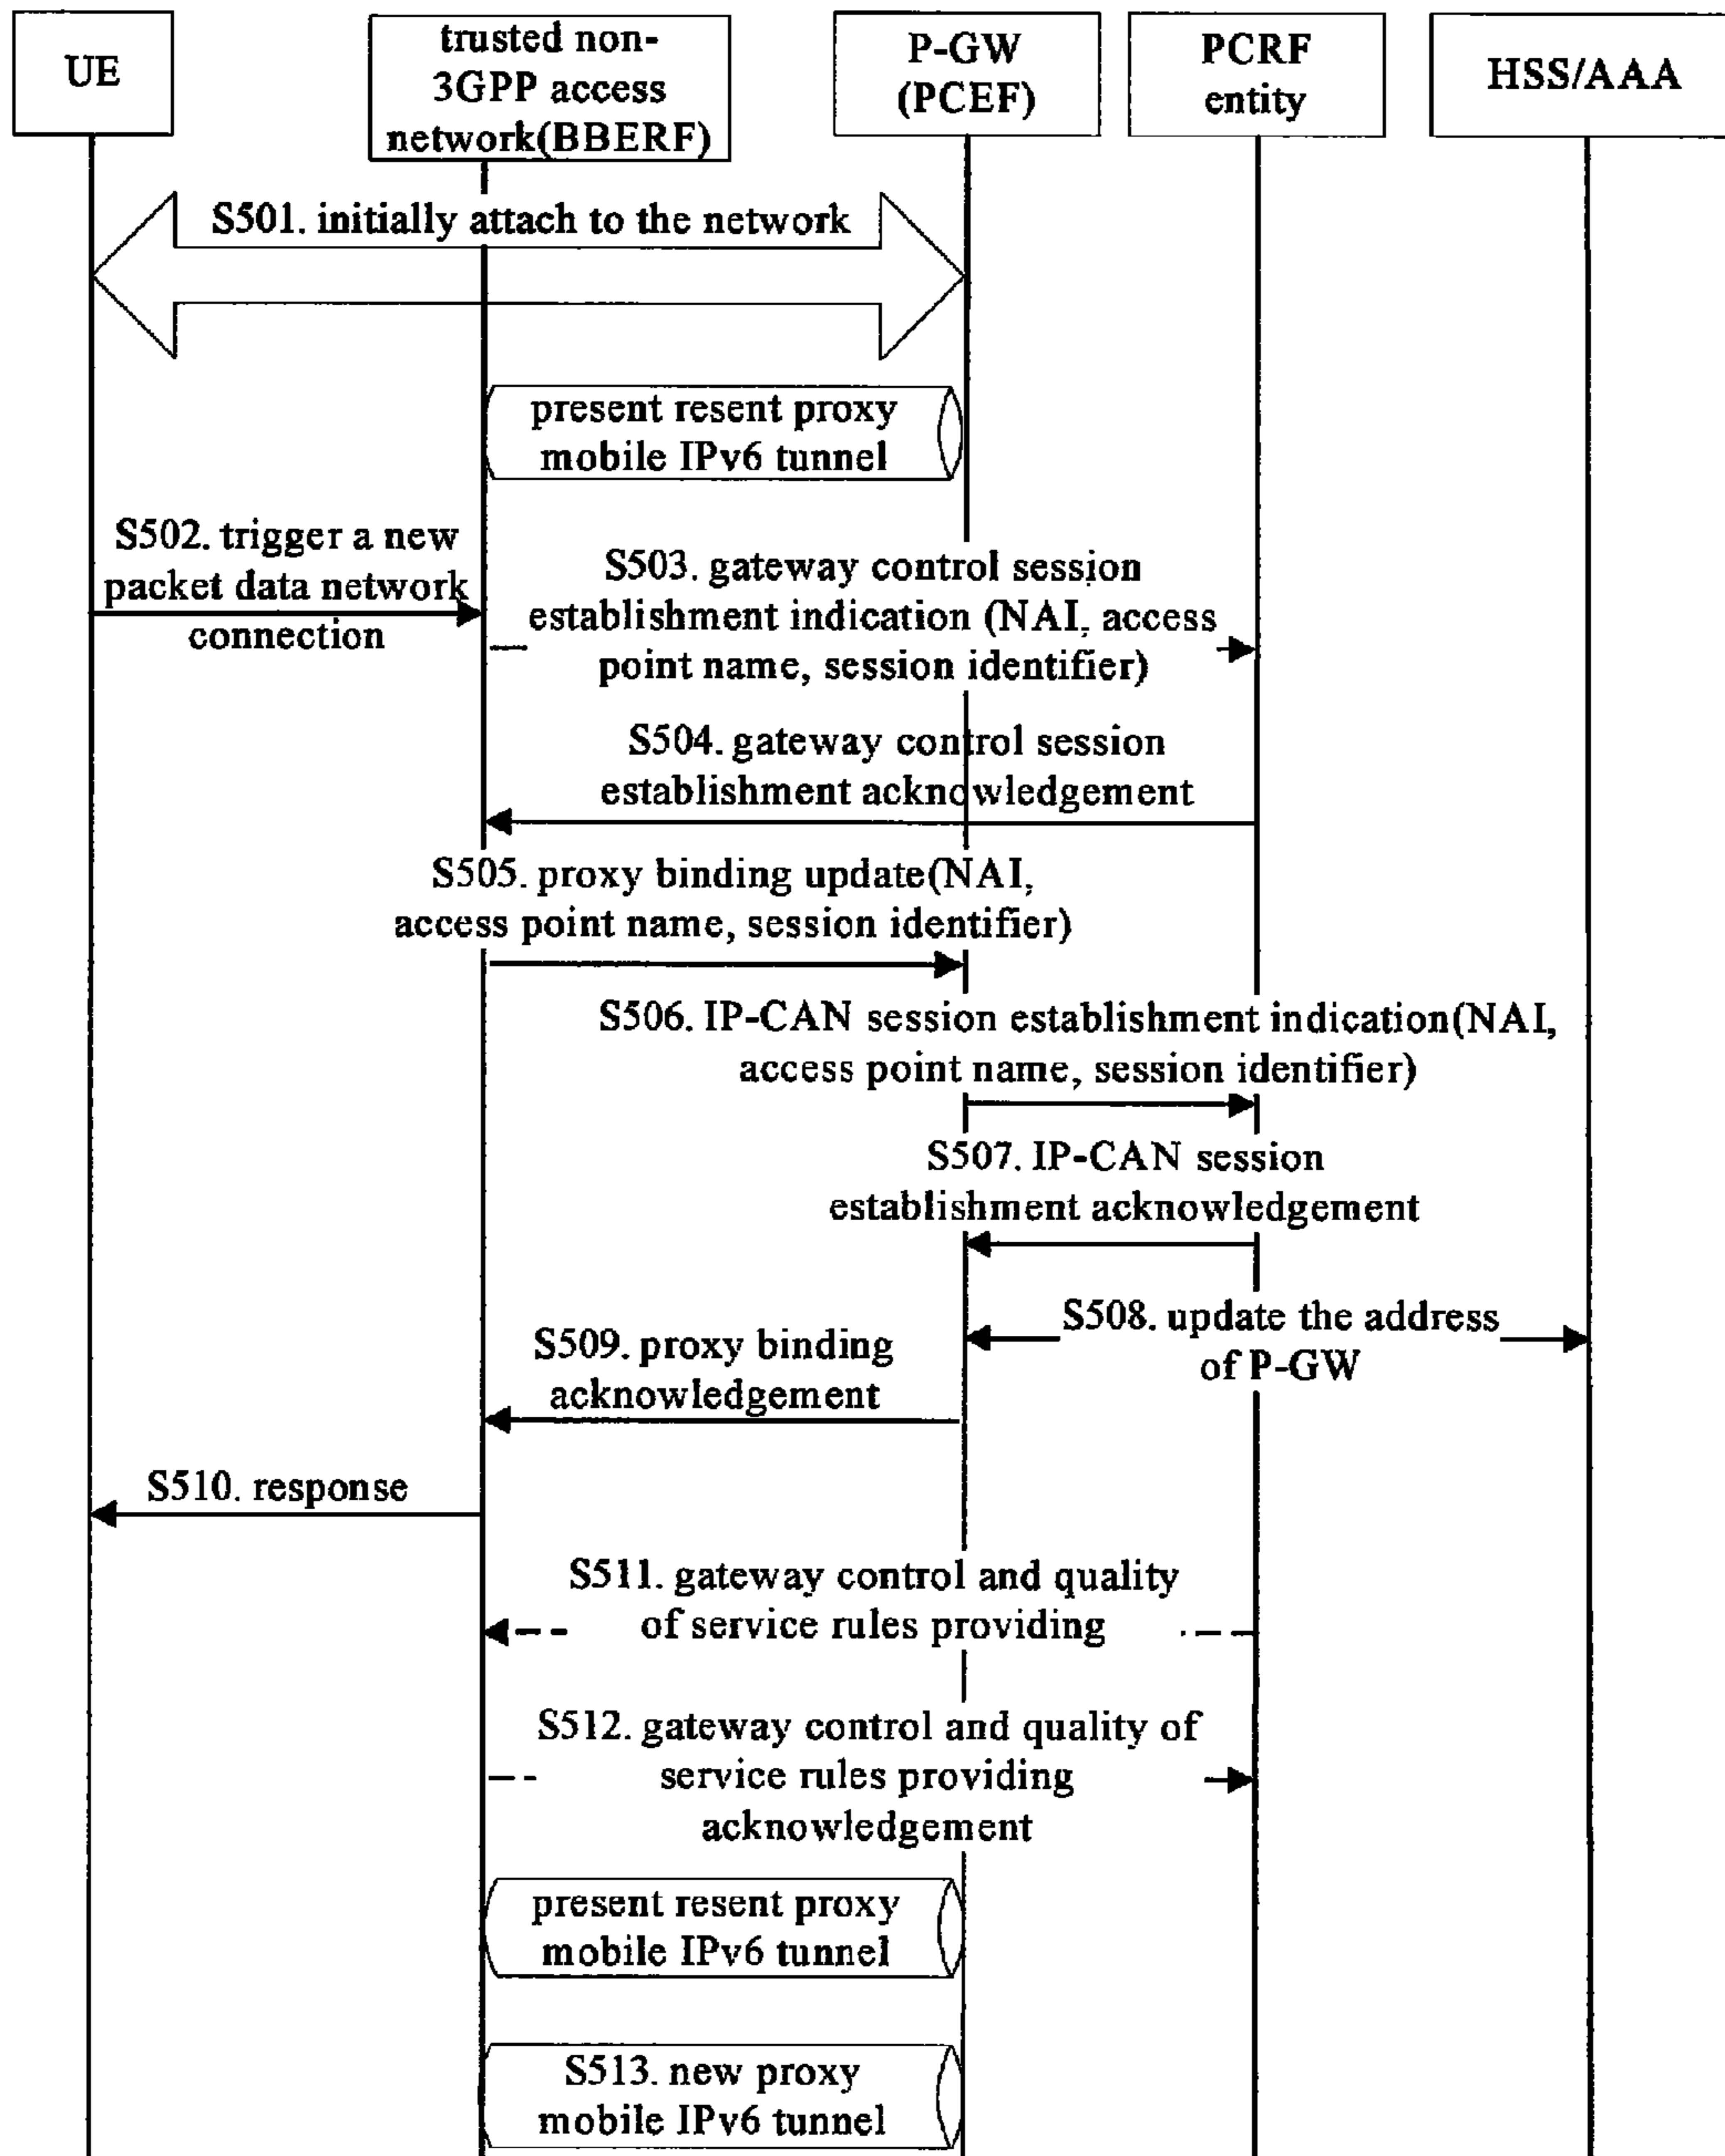 UE
trusted non-
3GPP access
network(BBERF)
P-GW
(PCEF)
PCRF
entity
HSS/AAA
S501. initially attach to the network
present resent proxy
mobile IPv6 tunnel
S502. trigger a new
packet data network
connection
S503. gateway control session
establishment indication (NAI, access
point name, session identifier)
S504. gateway control session
establishment acknowledgement
S505. proxy binding update(NAI,
access point name, session identifier)
S506. IP-CAN session establishment indication(NAI,
access point name, session identifier)
S507. IP-CAN session
establishment acknowledgement
S508. update the address
of P-GW
S509. proxy binding
acknowledgement
S510. response
S511. gateway control and quality
of service rules providing
S512. gateway control and quality of
service rules providing
acknowledgement
present resent proxy
mobile IPv6 tunnel
S513. new proxy
mobile IPv6 tunnel